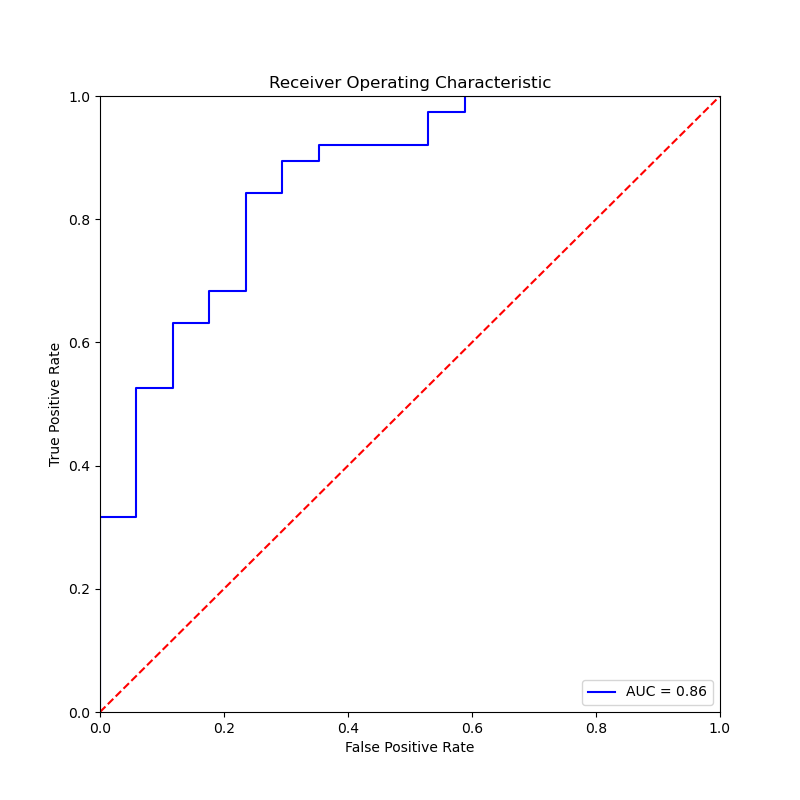 Receiver Operating Characteristic
True Positive Rate
1.0
0.8
0.6
0.4
0.2
0.0
AUC = 0.86
0.0 0.2 0.4 0.6 0.8 1.0
False Positive Rate